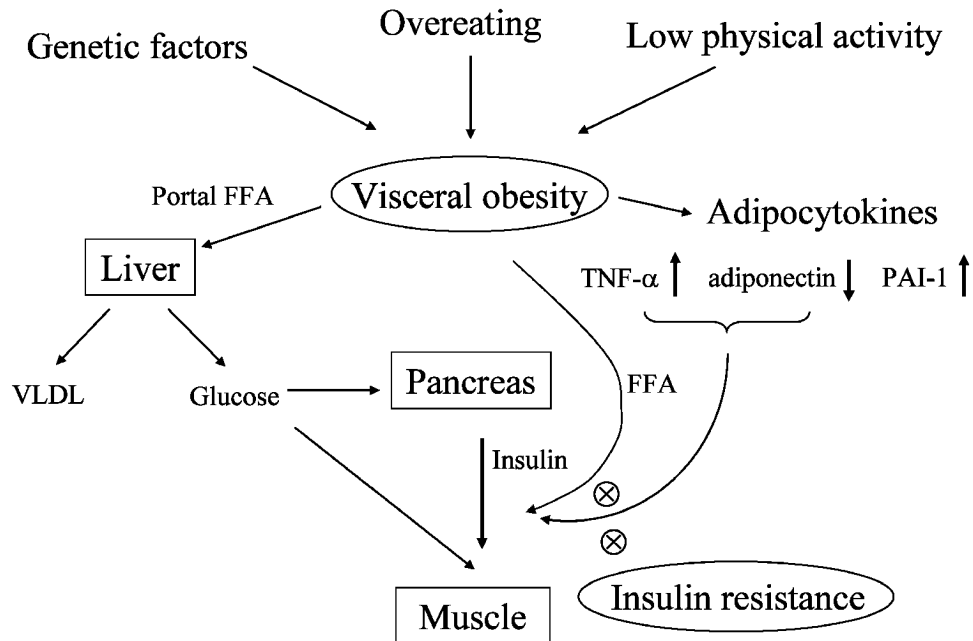 Genetic factors
Overeating
Low physical activity
Portal FFA
Visceral obesity
Adipocytokines
Liver
TNF-α
adiponectin
PAI-1
VLDL
Glucose
Pancreas
FFA
Insulin
Muscle
Insulin resistance